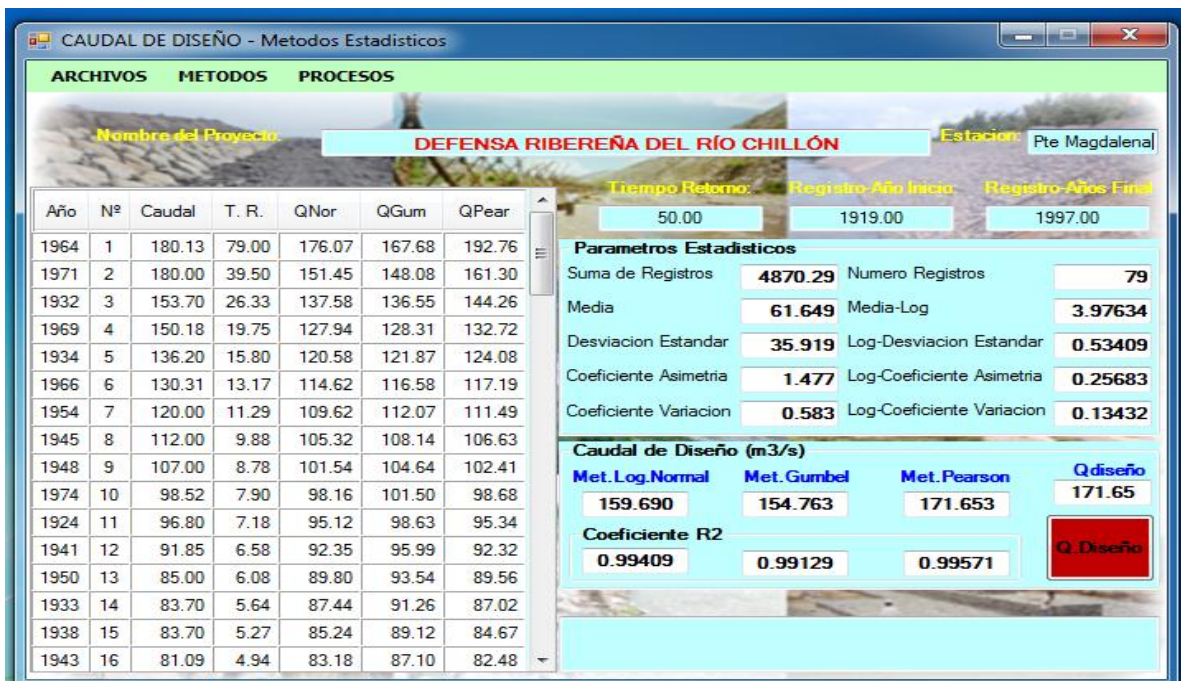 CAUDAL DE DISEÑO - Metodos Estadisticos
ARCHIVOS METODOS PROCESOS
Nombre del Proyecto: DEFENSA RIBEREÑA DEL RÍO CHILLÓN Estacion: Pte Magdalena
Tiempo Retorno: Registro-Año Inicio: Registro-Años Final
50.00 1919.00 1997.00
Año Nº Caudal T. R. QNor QGum QPear
1964 1 180.13 79.00 176.07 167.68 192.76
1971 2 180.00 39.50 151.45 148.08 161.30
1932 3 153.70 26.33 137.58 136.55 144.26
1969 4 150.18 19.75 127.94 128.31 132.72
1934 5 136.20 15.80 120.58 121.87 124.08
1966 6 130.31 13.17 114.62 116.58 117.19
1954 7 120.00 11.29 109.62 112.07 111.49
1945 8 112.00 9.88 105.32 108.14 106.63
1948 9 107.00 8.78 101.54 104.64 102.41
1974 10 98.52 7.90 98.16 101.50 98.68
1924 11 96.80 7.18 95.12 98.63 95.34
1941 12 91.85 6.58 92.35 95.99 92.32
1950 13 85.00 6.08 89.80 93.54 89.56
1933 14 83.70 5.64 87.44 91.26 87.02
1938 15 83.70 5.27 85.24 89.12 84.67
1943 16 81.09 4.94 83.18 87.10 82.48
Parametros Estadisticos
Suma de Registros 4870.29 Numero Registros 79
Media 61.649 Media-Log 3.97634
Desviacion Estandar 35.919 Log-Desviacion Estandar 0.53409
Coeficiente Asimetria 1.477 Log-Coeficiente Asimetria 0.25683
Coeficiente Variacion 0.583 Log-Coeficiente Variacion 0.13432
Caudal de Diseño (m3/s)
Met.Log.Normal Met.Gumbel Met.Pearson Qdiseño
159.690 154.763 171.653 171.65
Coeficiente R2
0.99409 0.99129 0.99571
Q.Diseño